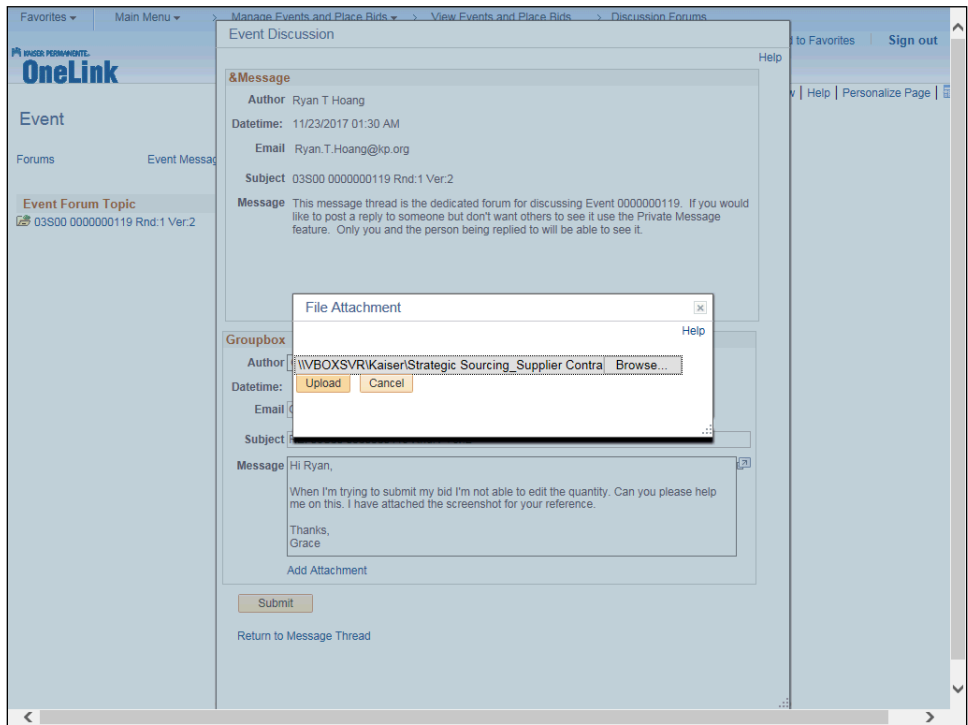 Favorites Main Menu > Manage Events and Place Bids > View Events and Place Bids > Discussion Forums
to Favorites Sign out
KAISER PERMANENTE.
OneLink
Help Personalize Page
Event
Forums Event Messag
Event Forum Topic
03S00 0000000119 Rnd:1 Ver:2
Event Discussion
Help
&Message
Author Ryan T Hoang
Datetime: 11/23/2017 01:30 AM
Email Ryan.T.Hoang@kp.org
Subject 03S00 0000000119 Rnd:1 Ver:2
Message This message thread is the dedicated forum for discussing Event 0000000119. If you would
like to post a reply to someone but don't want others to see it use the Private Message
feature. Only you and the person being replied to will be able to see it.
File Attachment
Help
\\VBOXSVR\Kaiser\Strategic Sourcing_Supplier Contra Browse...
Upload Cancel
Groupbox
Author
Datetime:
Email
Subject
Message Hi Ryan,
When I'm trying to submit my bid I'm not able to edit the quantity. Can you please help
me on this. I have attached the screenshot for your reference.
Thanks,
Grace
Add Attachment
Submit
Return to Message Thread